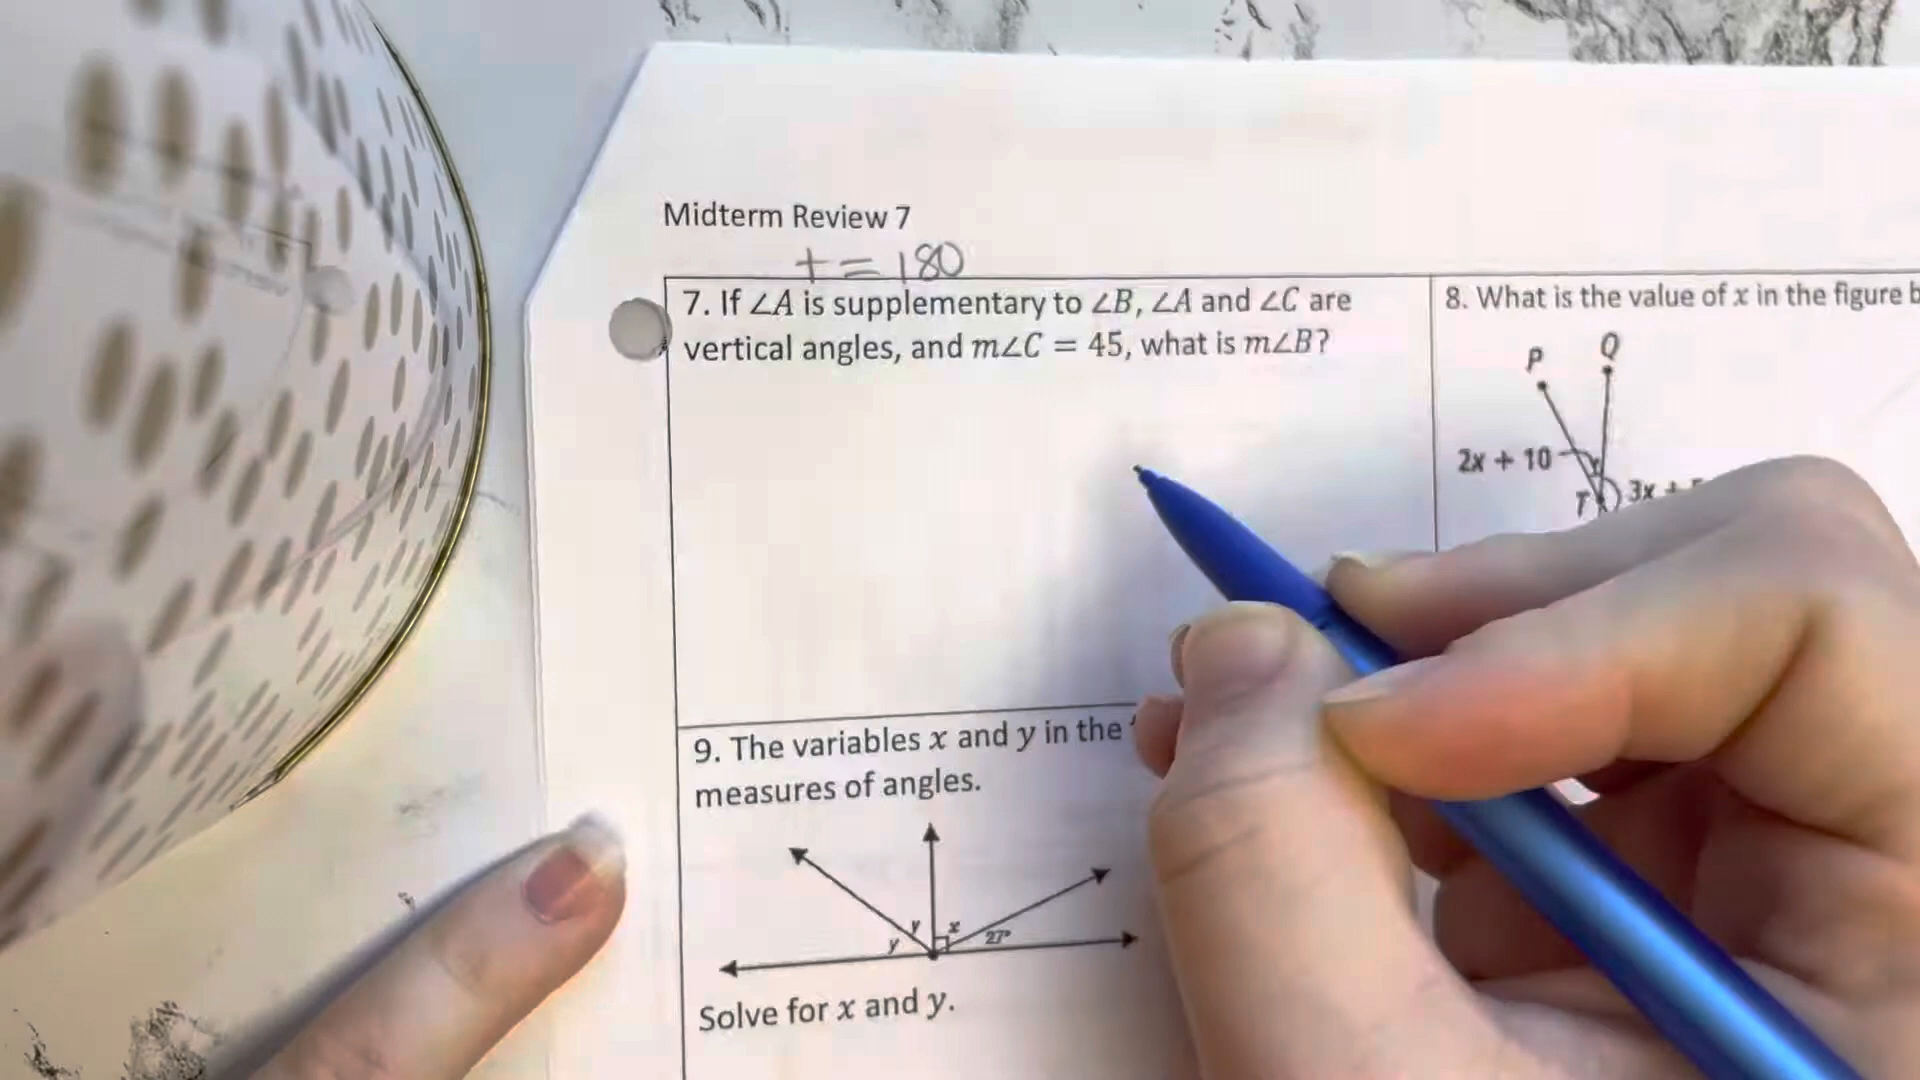 Midterm Review 7
+ = 180
7. If ∠A is supplementary to ∠B, ∠A and ∠C are
vertical angles, and m∠C = 45, what is m∠B?
8. What is the value of x in the figure
P
Q
2x + 10
T
3x +
9. The variables x and y in the
measures of angles.
y
y
x
27°
Solve for x and y.